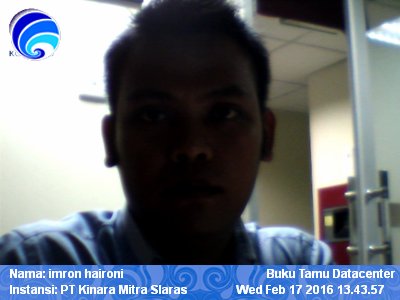 Nama: imron haironi
Buku Tamu Datacenter
Instansi: PT Kinara Mitra Slaras
Wed Feb 17 2016 13.43.57